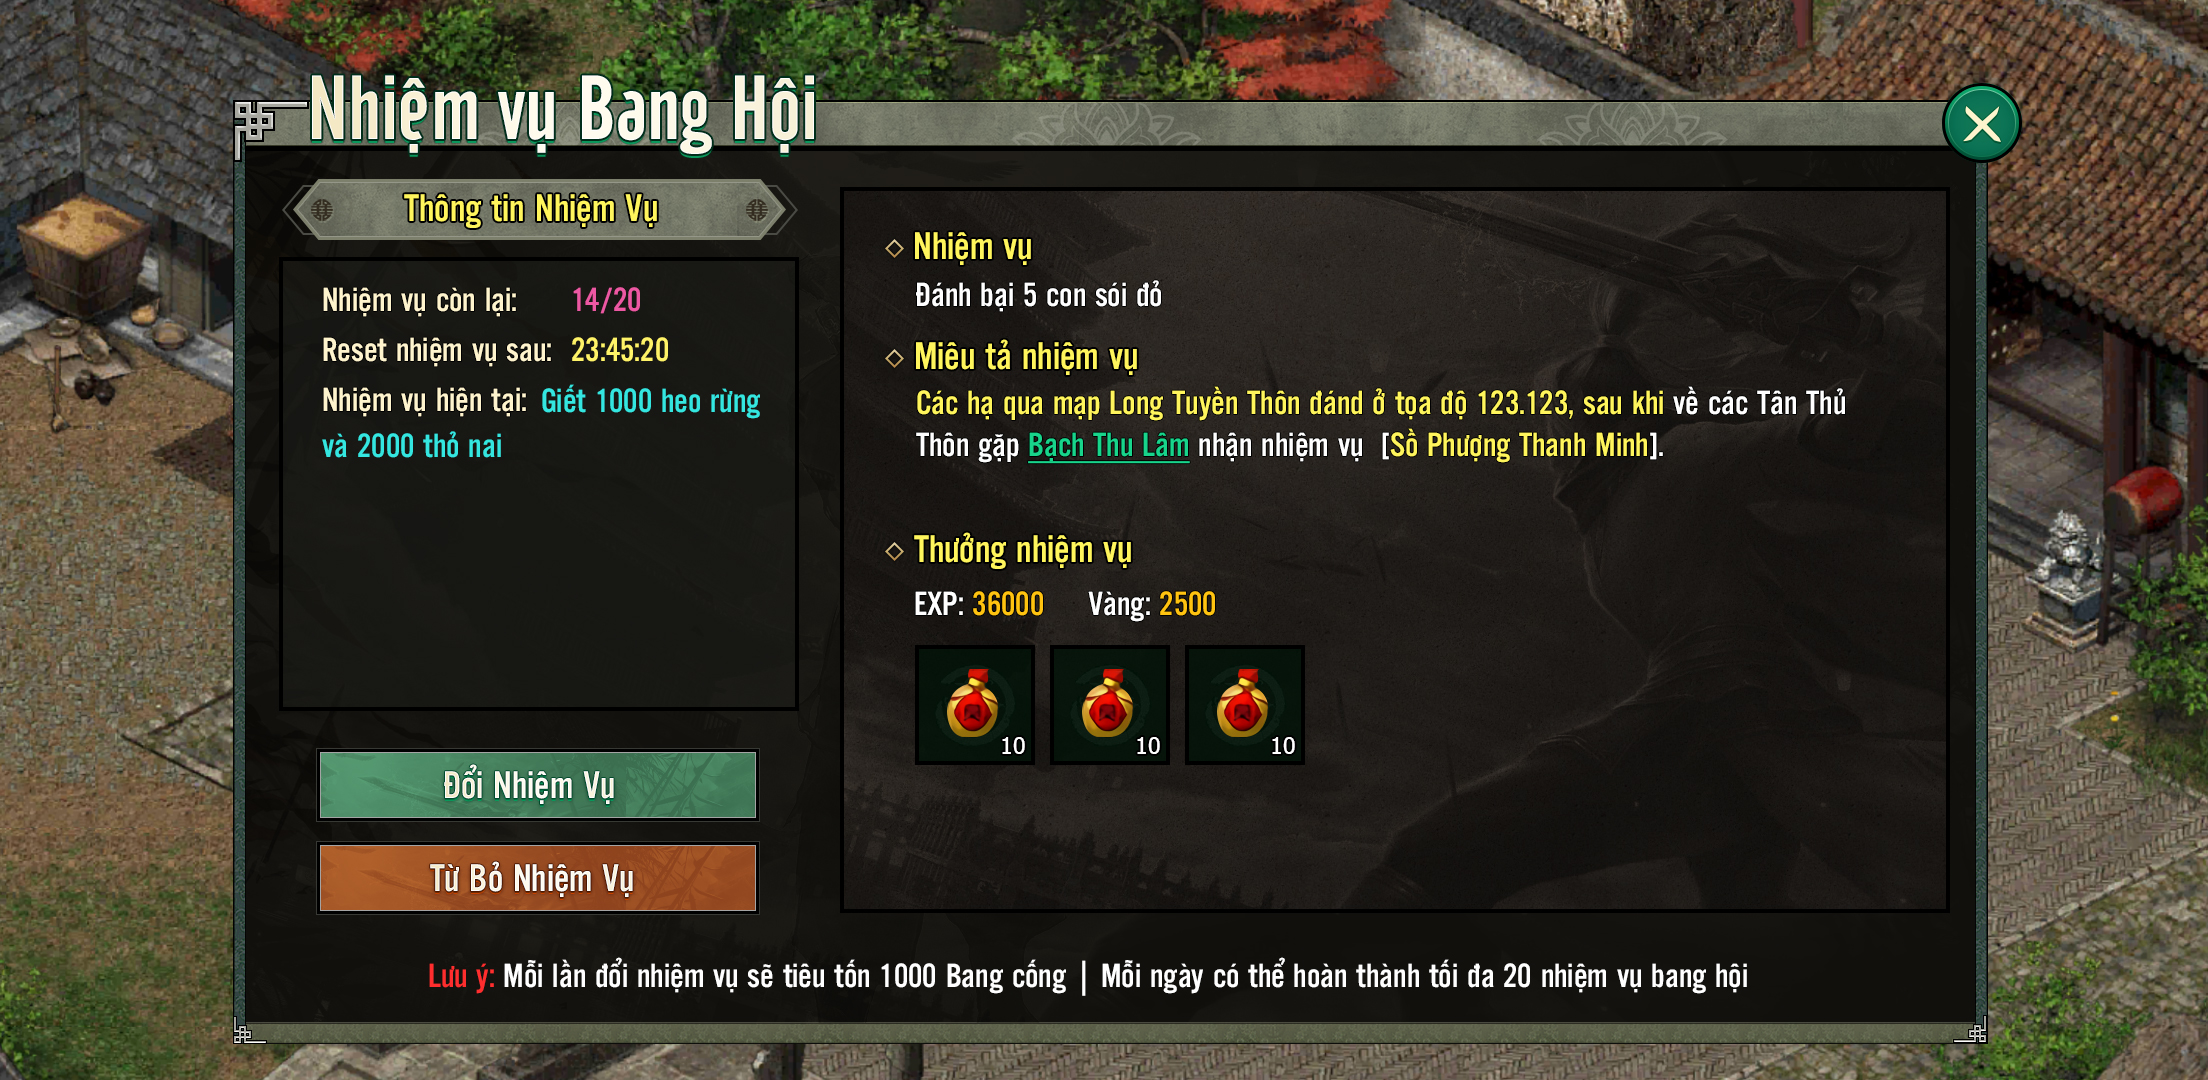 Nhiệm vụ Bang Hội
Thông tin Nhiệm Vụ
Nhiệm vụ còn lại: 14/20
Reset nhiệm vụ sau: 23:45:20
Nhiệm vụ hiện tại: Giết 1000 heo rừng
và 2000 thỏ nai
Đổi Nhiệm Vụ
Từ Bỏ Nhiệm Vụ
Nhiệm vụ
Đánh bại 5 con sói đỏ
Miêu tả nhiệm vụ
Các hạ qua mạp Long Tuyền Thôn đánd ở tọa độ 123.123, sau khi về các Tân Thủ
Thôn gặp Bạch Thu Lâm nhận nhiệm vụ [Sồ Phượng Thanh Minh].
Thưởng nhiệm vụ
EXP: 36000 Vàng: 2500
10 10 10
Lưu ý: Mỗi lần đổi nhiệm vụ sẽ tiêu tốn 1000 Bang cống | Mỗi ngày có thể hoàn thành tối đa 20 nhiệm vụ bang hội